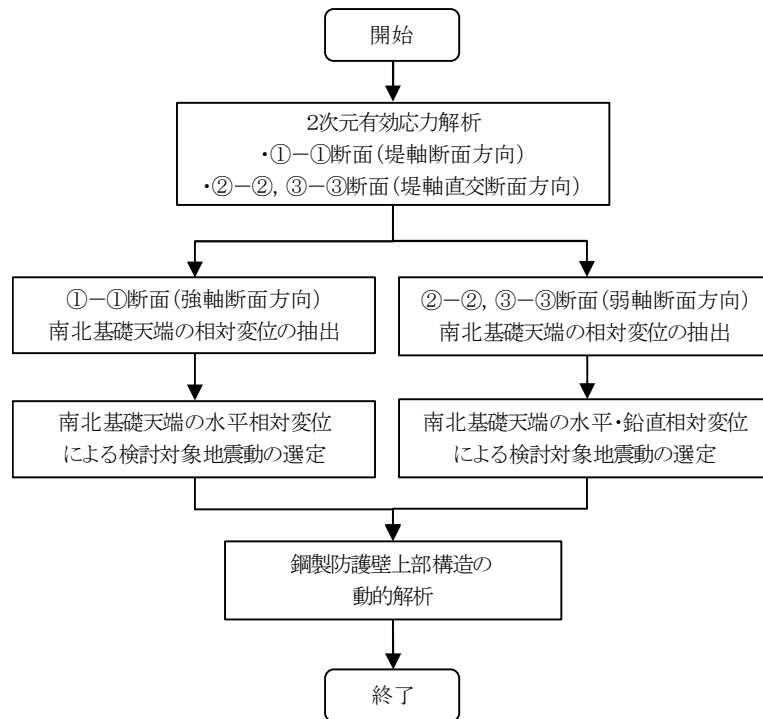 開始
2次元有効応力解析
・①－①断面(堤軸断面方向)
・②－②, ③－③断面(堤軸直交断面方向)
①－①断面(強軸断面方向)
南北基礎天端の相対変位の抽出
②－②, ③－③断面(弱軸断面方向)
南北基礎天端の相対変位の抽出
南北基礎天端の水平相対変位
による検討対象地震動の選定
南北基礎天端の水平・鉛直相対変位
による検討対象地震動の選定
鋼製防護壁上部構造の
動的解析
終了